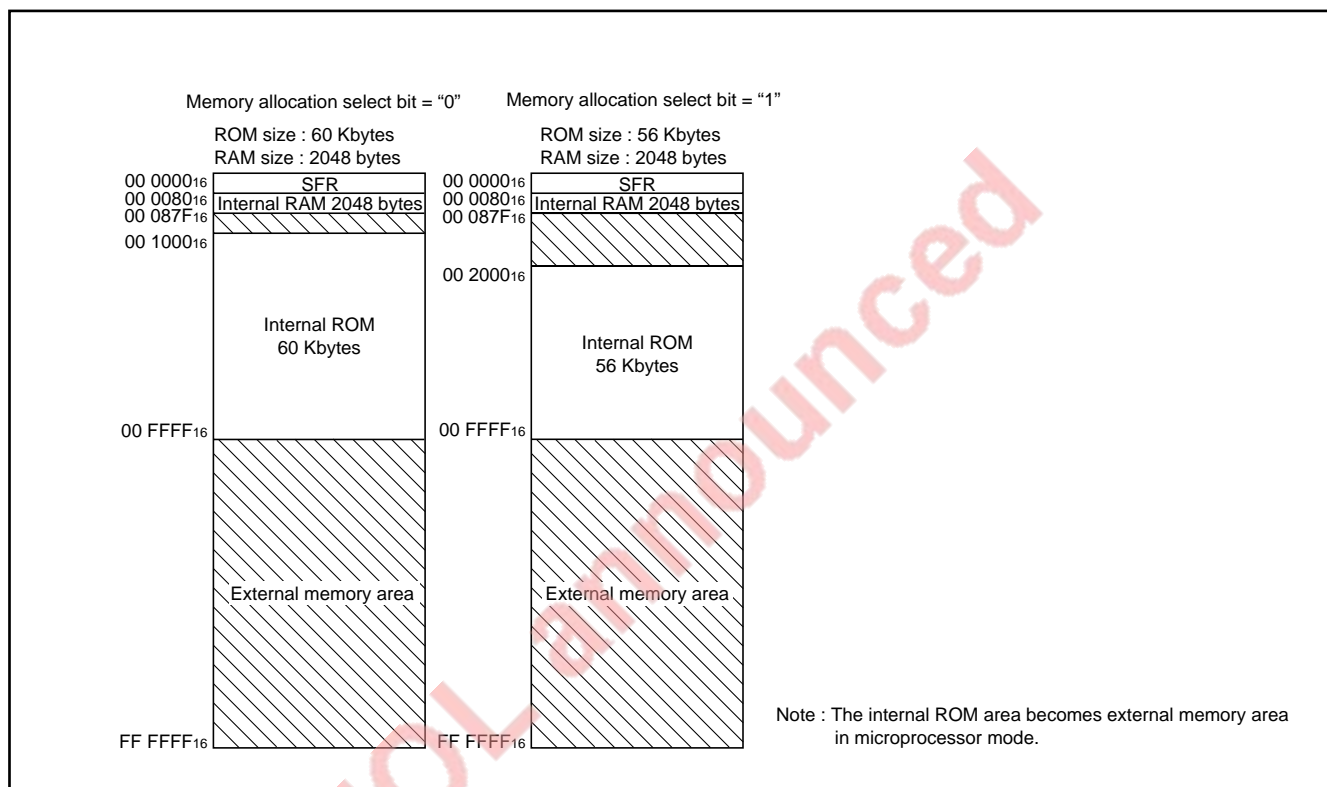 Memory allocation select bit = “0”
ROM size : 60 Kbytes
RAM size : 2048 bytes
00 0000₁₆
SFR
00 0080₁₆
Internal RAM 2048 bytes
00 087F₁₆
00 1000₁₆
Internal ROM
60 Kbytes
00 FFFF₁₆
External memory area
FF FFFF₁₆
Memory allocation select bit = “1”
ROM size : 56 Kbytes
RAM size : 2048 bytes
00 0000₁₆
SFR
00 0080₁₆
Internal RAM 2048 bytes
00 087F₁₆
00 2000₁₆
Internal ROM
56 Kbytes
00 FFFF₁₆
External memory area
FF FFFF₁₆
Note : The internal ROM area becomes external memory area
in microprocessor mode.
OL announced